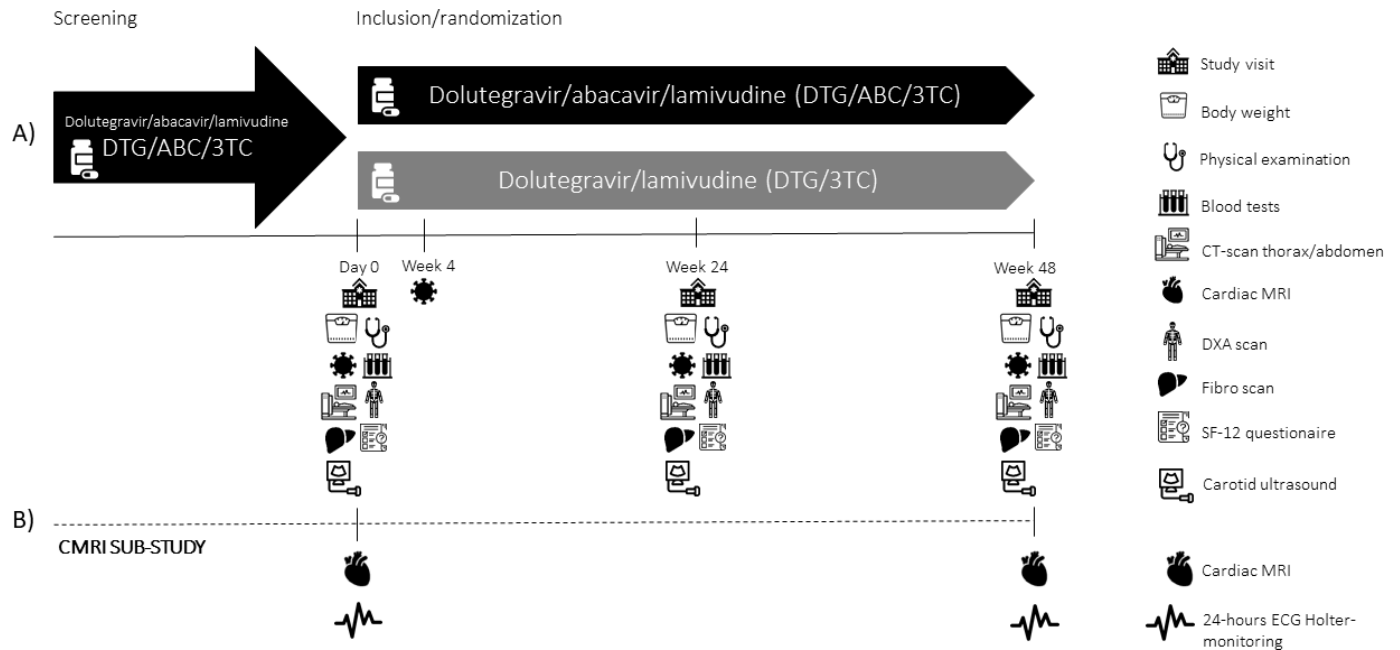 Screening
Inclusion/randomization
A)
Dolutegravir/abacavir/lamivudine
DTG/ABC/3TC
Dolutegravir/abacavir/lamivudine (DTG/ABC/3TC)
Dolutegravir/lamivudine (DTG/3TC)
Day 0
Week 4
Week 24
Week 48
Study visit
Body weight
Physical examination
Blood tests
CT-scan thorax/abdomen
Cardiac MRI
DXA scan
Fibro scan
SF-12 questionaire
Carotid ultrasound
B)
CMRI SUB-STUDY
Cardiac MRI
24-hours ECG Holter-
monitoring